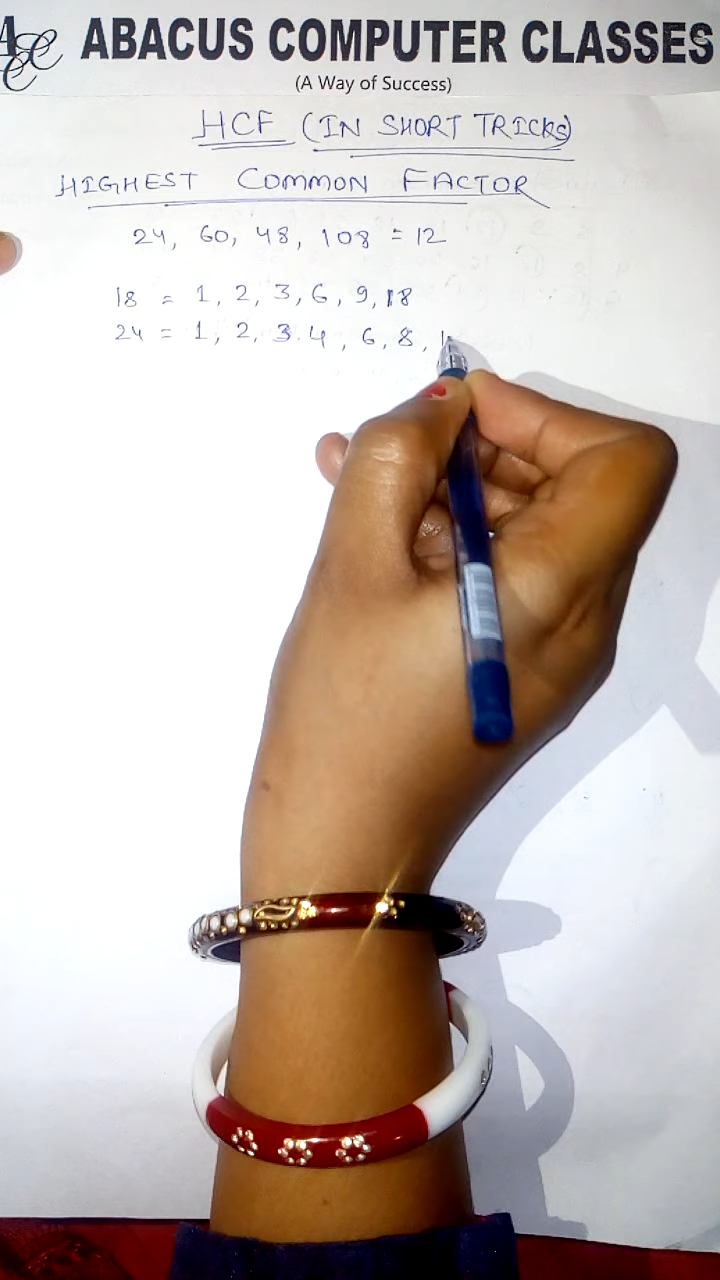 ABACUS COMPUTER CLASSES
(A Way of Success)
HCF (IN SHORT TRICKS)
HIGHEST COMMON FACTOR
24, 60, 48, 108 = 12
18 = 1, 2, 3, 6, 9, 18
24 = 1, 2, 3. 4, 6, 8, 1